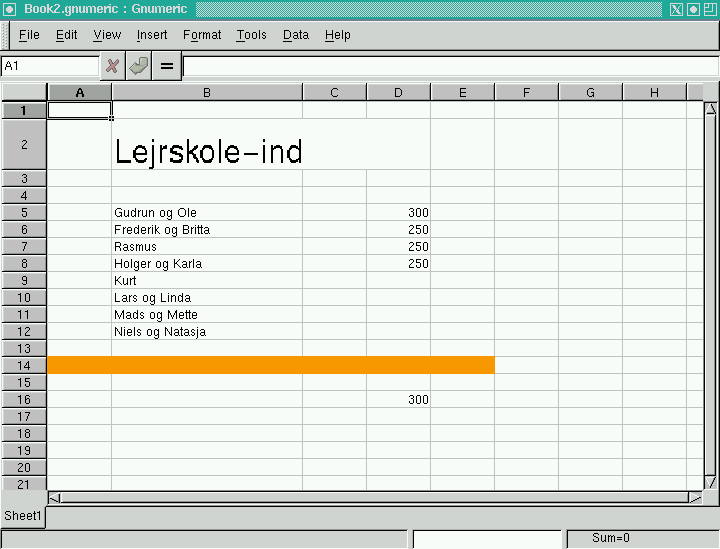 Book2.gnumeric : Gnumeric
File Edit View Insert Format Tools Data Help
A1 =
A B C D E F G H
1
2 Lejrskole-ind
3
4
5 Gudrun og Ole 300
6 Frederik og Britta 250
7 Rasmus 250
8 Holger og Karla 250
9 Kurt
10 Lars og Linda
11 Mads og Mette
12 Niels og Natasja
13
14
15
16 300
17
18
19
20
21
Sheet1
Sum=0